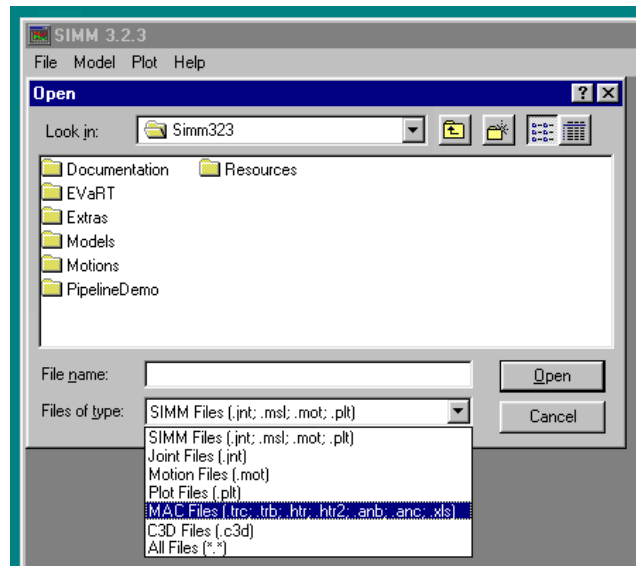 SIMM 3.2.3
File Model Plot Help
Open
Look in: Simm323
Documentation Resources
EVaRT
Extras
Models
Motions
PipelineDemo
File name: Open
Files of type: SIMM Files (.jnt; .msl; .mot; .plt) Cancel
SIMM Files (.jnt; .msl; .mot; .plt)
Joint Files (.jnt)
Motion Files (.mot)
Plot Files (.plt)
MAC Files (.trc; .trb; .htr; .htr2; .anb; .anc; .xls)
C3D Files (.c3d)
All Files (*.*)